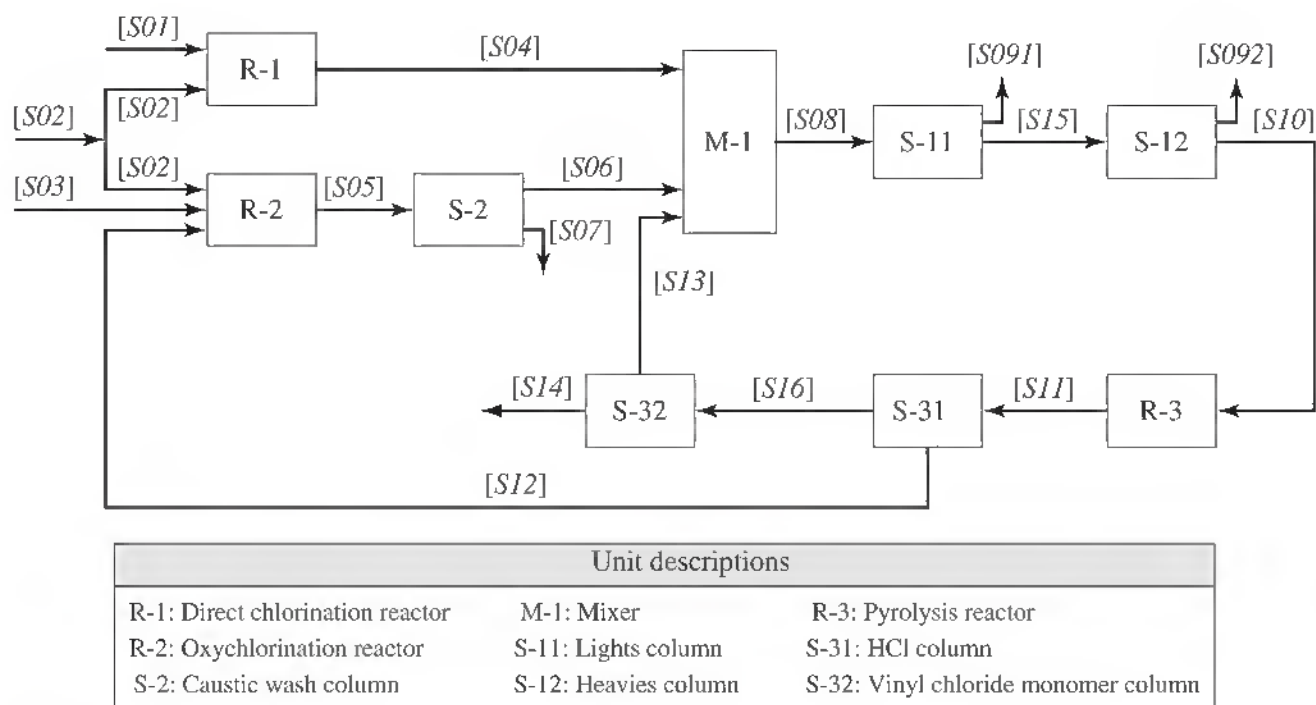 [S01]
R-1
[S04]
[S02]
[S02]
[S02]
[S03]
R-2
[S05]
S-2
[S06]
[S07]
M-1
[S08]
[S091]
S-11
[S15]
[S092]
S-12
[S10]
[S13]
[S14]
S-32
[S16]
S-31
[S11]
R-3
[S12]
Unit descriptions
R-1: Direct chlorination reactor M-1: Mixer R-3: Pyrolysis reactor
R-2: Oxychlorination reactor S-11: Lights column S-31: HCl column
S-2: Caustic wash column S-12: Heavies column S-32: Vinyl chloride monomer column